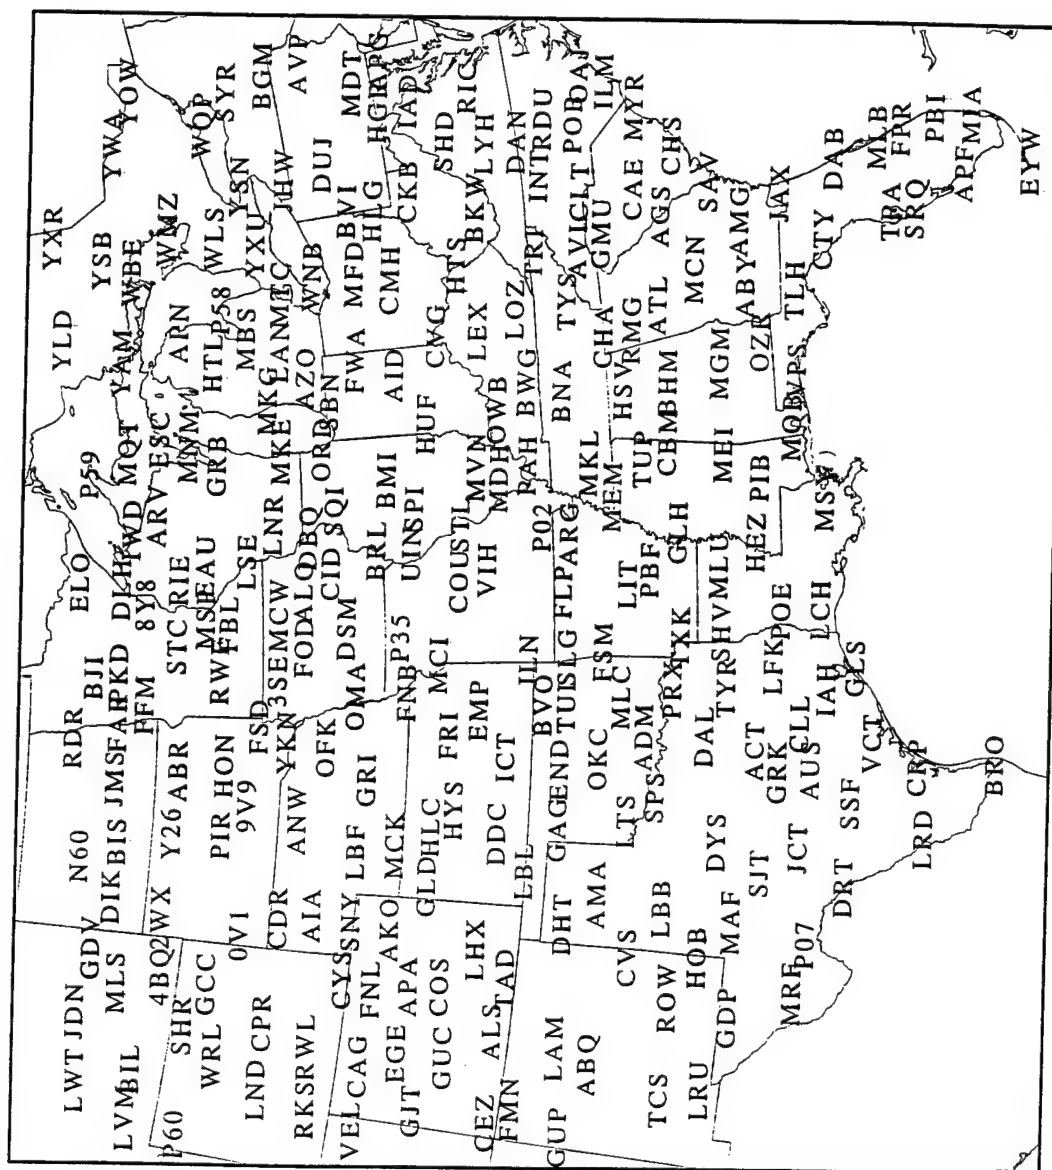 LWT
JDN
N60
RDR
BJI
ELO
P59
YLD
YXR
LVM
BIL
MLS
GDV
DIK
BIS
JMS
FAR
PKD
DLH
IWD
MQT
YAM
WBE
YSB
YWA
YOW
P60
4BQ
2WX
Y26
ABR
FFM
8Y8
STC
RIE
ARV
ESC
MNM
ARN
WMZ
SHR
GCC
WRL
0V1
PIR
HON
9V9
RWF
FBL
EAU
GRB
HTL
P58
WLS
WOP
SYR
LND
CPR
CDR
FSD
LSE
MBS
YXU
YSN
BGM
RKS
RWL
AIA
ANW
YKN
3SE
MCW
LNR
MKE
MKG
LAN
MTC
JHW
AVP
VEL
CAG
CYS
SNY
LBF
OFK
FOD
ALO
DBQ
ORD
SBN
AZO
WNB
DUJ
GJT
EGE
FNL
AKO
MCK
GRI
OMA
DSM
CID
SQI
BMI
FWA
MFD
BVI
MDT
GUC
COS
APA
GLD
HLC
HYS
FRI
FNB
P35
BRL
UIN
SPI
HUF
AID
CMH
HLG
CKB
HGR
APG
IAD
CEZ
FMN
ALS
TAD
LHX
LBL
DDC
ICT
EMP
MCI
COU
STL
VIH
MVN
MDH
OWB
CVG
LEX
HTS
BKW
SHD
LYH
RIC
GUP
LAM
DHT
GAG
END
BVO
TUL
JLN
P02
PAH
BWG
LOZ
TRI
DAN
INT
RDU
ABQ
AMA
OKC
FSM
FLP
ARG
MKL
BNA
TYS
AVL
CLT
POB
TCS
ROW
CVS
LTS
SPS
ADM
MLC
LIT
PBF
MEM
TUP
HSV
CHA
RMG
GMU
CAE
MYR
ILM
LRU
HOB
LBB
PRX
TXK
GLH
CBM
BHM
ATL
AGS
CHS
GDP
MAF
DYS
DAL
TYR
SHV
MLU
MEI
MGM
MCN
SAV
SJT
ACT
GRK
LFK
POE
HEZ
PIB
OZR
ABY
AMG
MRF
P07
JCT
AUS
CLL
IAH
LCH
MSY
MOB
VPS
TLH
JAX
DRT
SSF
VCT
GLS
CTY
DAB
LRD
CRP
MLB
FPR
SRQ
BRO
PBI
APF
MIA
EYW